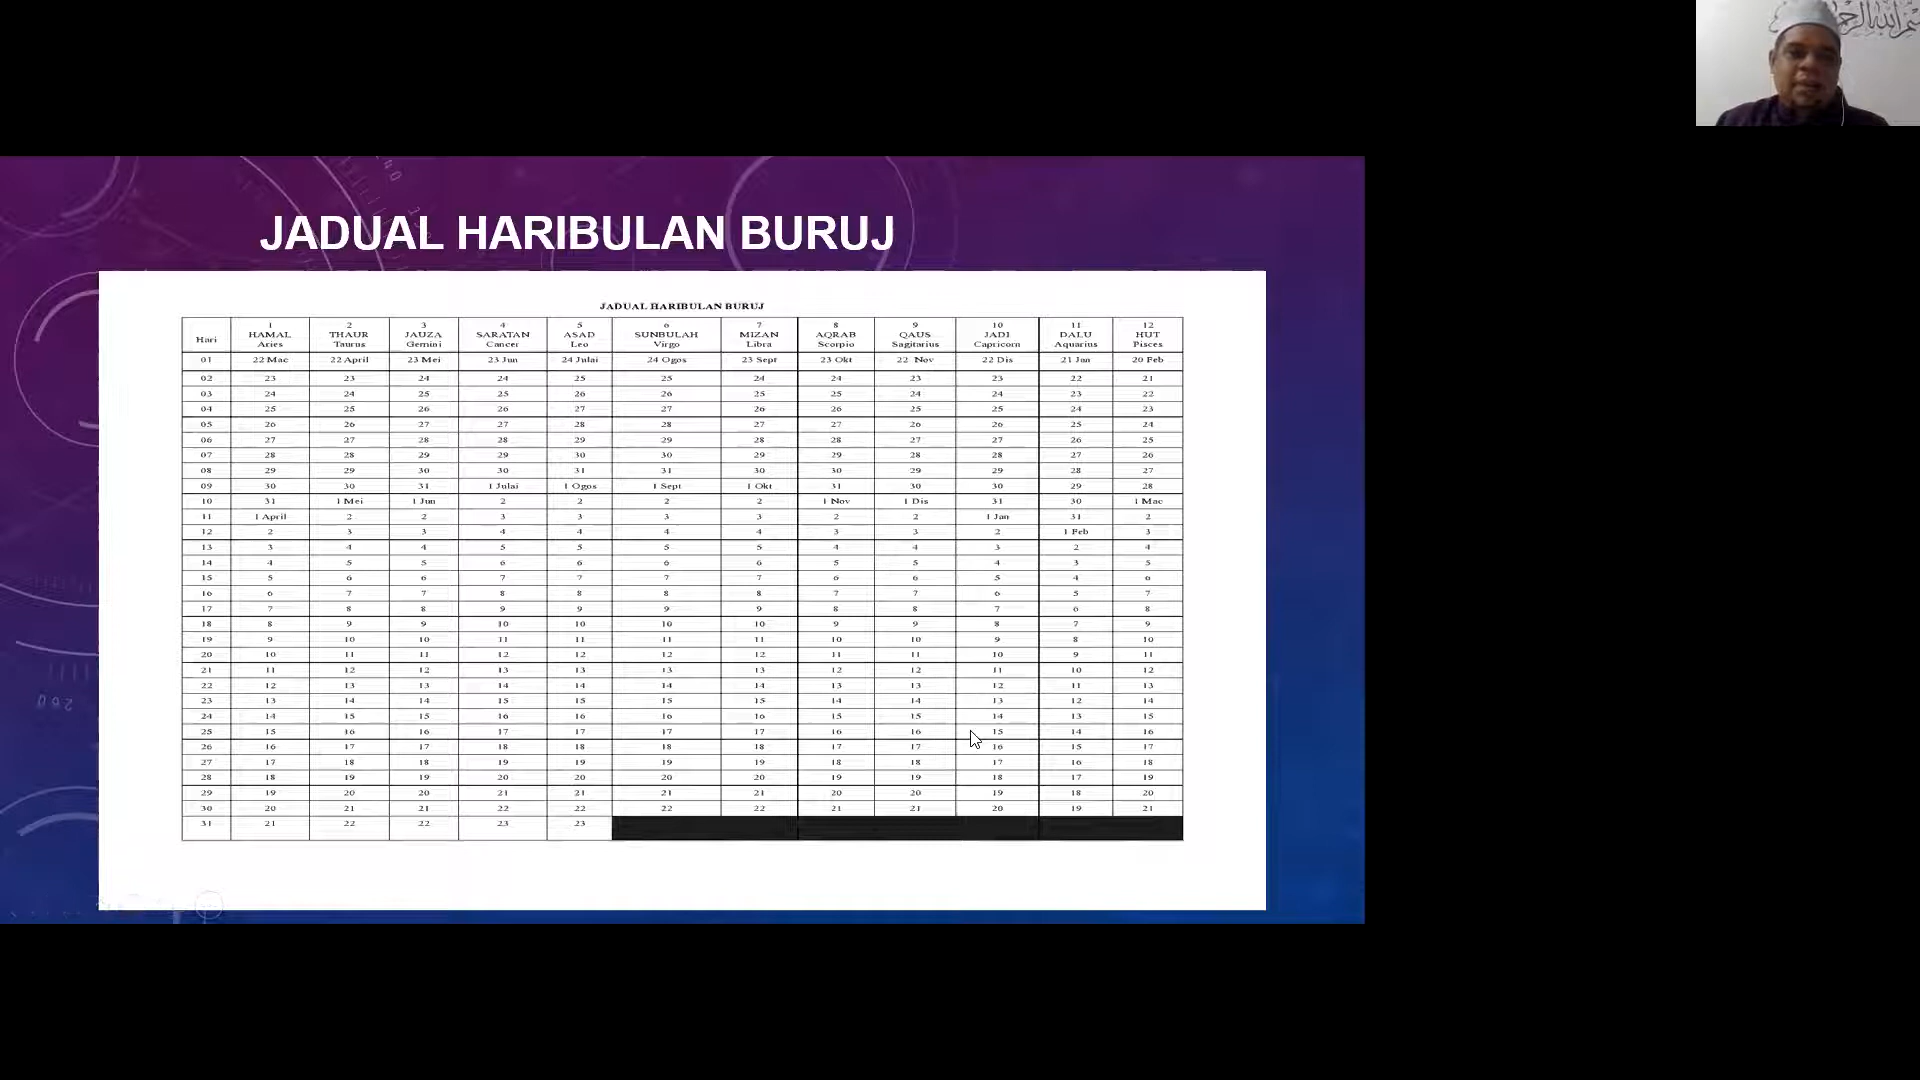 بسم الله الرحم
JADUAL HARIBULAN BURUJ
JADUAL HARIBULAN BURUJ
1 2 3 4 5 6 7 8 9 10 11 12
Hari HAMAL THAUR JAUZA SARATAN ASAD SUNBULAH MIZAN AQRAB QAUS JADI DALU HUT
Aries Taurus Gemini Cancer Leo Virgo Libra Scorpio Sagitarius Capricorn Aquarius Pisces
01 22 Mac 22 April 23 Mei 23 Jun 24 Julai 24 Ogos 23 Sept 23 Okt 22 Nov 22 Dis 21 Jan 20 Feb
02 23 23 24 24 25 25 24 24 23 23 22 21
03 24 24 25 25 26 26 25 25 24 24 23 22
04 25 25 26 26 27 27 26 26 25 25 24 23
05 26 26 27 27 28 28 27 27 26 26 25 24
06 27 27 28 28 29 29 28 28 27 27 26 25
07 28 28 29 29 30 30 29 29 28 28 27 26
08 29 29 30 30 31 31 30 30 29 29 28 27
09 30 30 31 1 Julai 1 Ogos 1 Sept 1 Okt 31 30 30 29 28
10 31 1 Mei 1 Jun 2 2 2 2 1 Nov 1 Dis 31 30 1 Mac
11 1 April 2 2 3 3 3 3 2 2 1 Jan 31 2
12 2 3 3 4 4 4 4 3 3 2 1 Feb 3
13 3 4 4 5 5 5 5 4 4 3 2 4
14 4 5 5 6 6 6 6 5 5 4 3 5
15 5 6 6 7 7 7 7 6 6 5 4 6
16 6 7 7 8 8 8 8 7 7 6 5 7
17 7 8 8 9 9 9 9 8 8 7 6 8
18 8 9 9 10 10 10 10 9 9 8 7 9
19 9 10 10 11 11 11 11 10 10 9 8 10
20 10 11 11 12 12 12 12 11 11 10 9 11
21 11 12 12 13 13 13 13 12 12 11 10 12
22 12 13 13 14 14 14 14 13 13 12 11 13
23 13 14 14 15 15 15 15 14 14 13 12 14
24 14 15 15 16 16 16 16 15 15 14 13 15
25 15 16 16 17 17 17 17 16 16 15 14 16
26 16 17 17 18 18 18 18 17 17 16 15 17
27 17 18 18 19 19 19 19 18 18 17 16 18
28 18 19 19 20 20 20 20 19 19 18 17 19
29 19 20 20 21 21 21 21 20 20 19 18 20
30 20 21 21 22 22 22 22 21 21 20 19 21
31 21 22 22 23 23
260